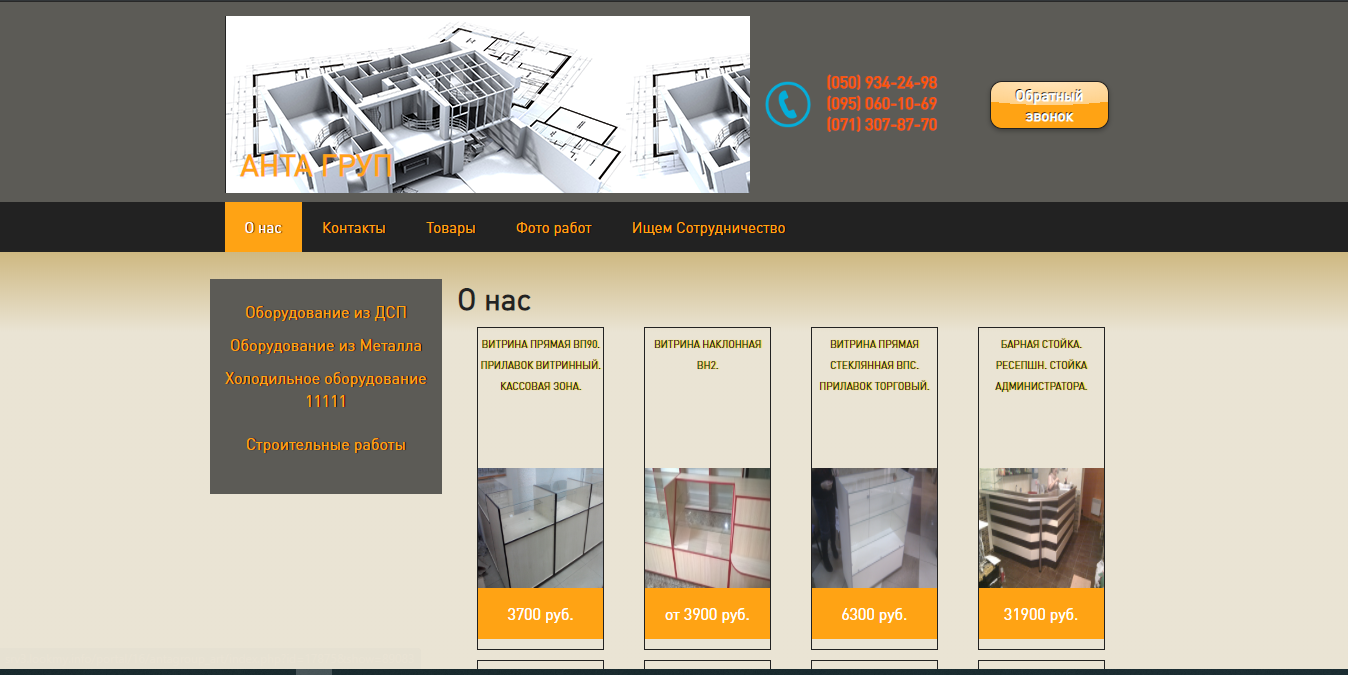 (050) 934-24-98
(095) 060-10-69
(071) 307-87-70
Обратный
звонок
АНТА ГРУП
О нас
Контакты
Товары
Фото работ
Ищем Сотрудничество
Оборудование из ДСП
Оборудование из Металла
Холодильное оборудование
11111
Строительные работы
О нас
ВИТРИНА ПРЯМАЯ ВП90.
ПРИЛАВОК ВИТРИННЫЙ.
КАССОВАЯ ЗОНА.
3700 руб.
ВИТРИНА НАКЛОННАЯ
ВН2.
от 3900 руб.
ВИТРИНА ПРЯМАЯ
СТЕКЛЯННАЯ ВПС.
ПРИЛАВОК ТОРГОВЫЙ.
6300 руб.
БАРНАЯ СТОЙКА.
РЕСЕПШН. СТОЙКА
АДМИНИСТРАТОРА.
31900 руб.